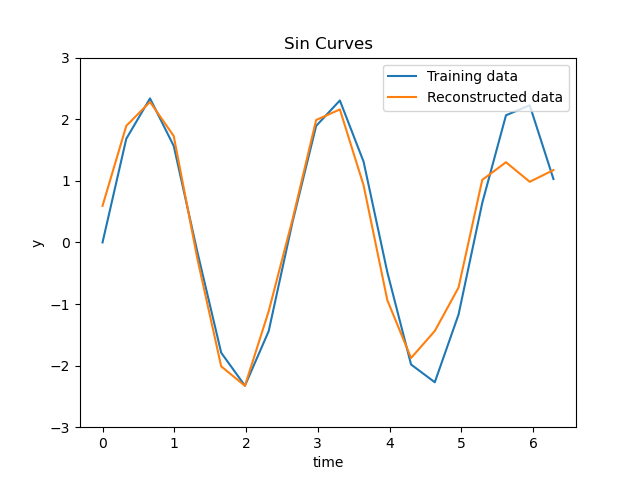 Sin Curves
Training data
Reconstructed data
3
2
1
0
−1
−2
−3
y
0 1 2 3 4 5 6
time